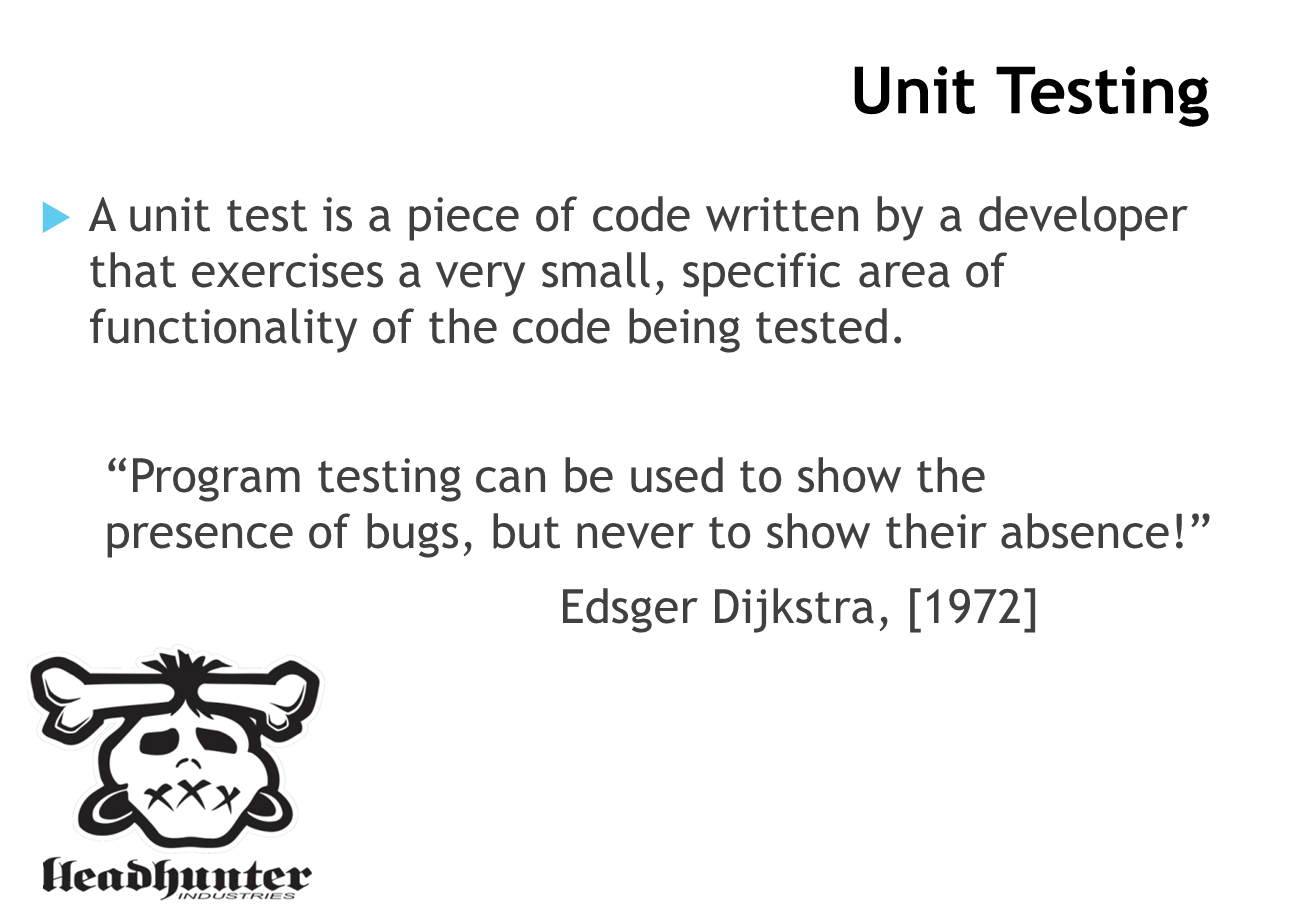 Unit Testing
A unit test is a piece of code written by a developer
that exercises a very small, specific area of
functionality of the code being tested.
“Program testing can be used to show the
presence of bugs, but never to show their absence!”
Edsger Dijkstra, [1972]
XXX
Headhunter
INDUSTRIES